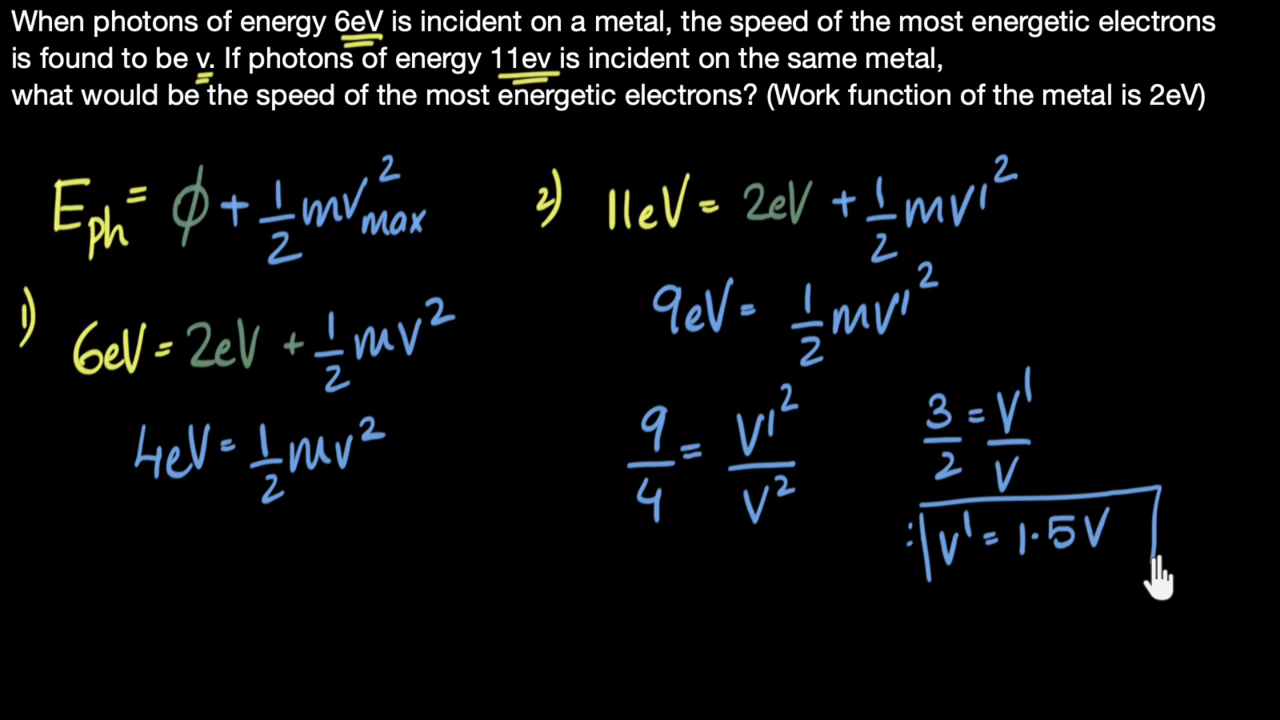 When photons of energy 6eV is incident on a metal, the speed of the most energetic electrons
is found to be v. If photons of energy 11ev is incident on the same metal,
what would be the speed of the most energetic electrons? (Work function of the metal is 2eV)
E_ph = ϕ + 1/2 mv²_max
1) 6eV = 2eV + 1/2 mv²
4eV = 1/2 mv²
2) 11eV = 2eV + 1/2 mv'²
9eV = 1/2 mv'²
9/4 = v'²/v²
3/2 = v'/v
∴ v' = 1.5v